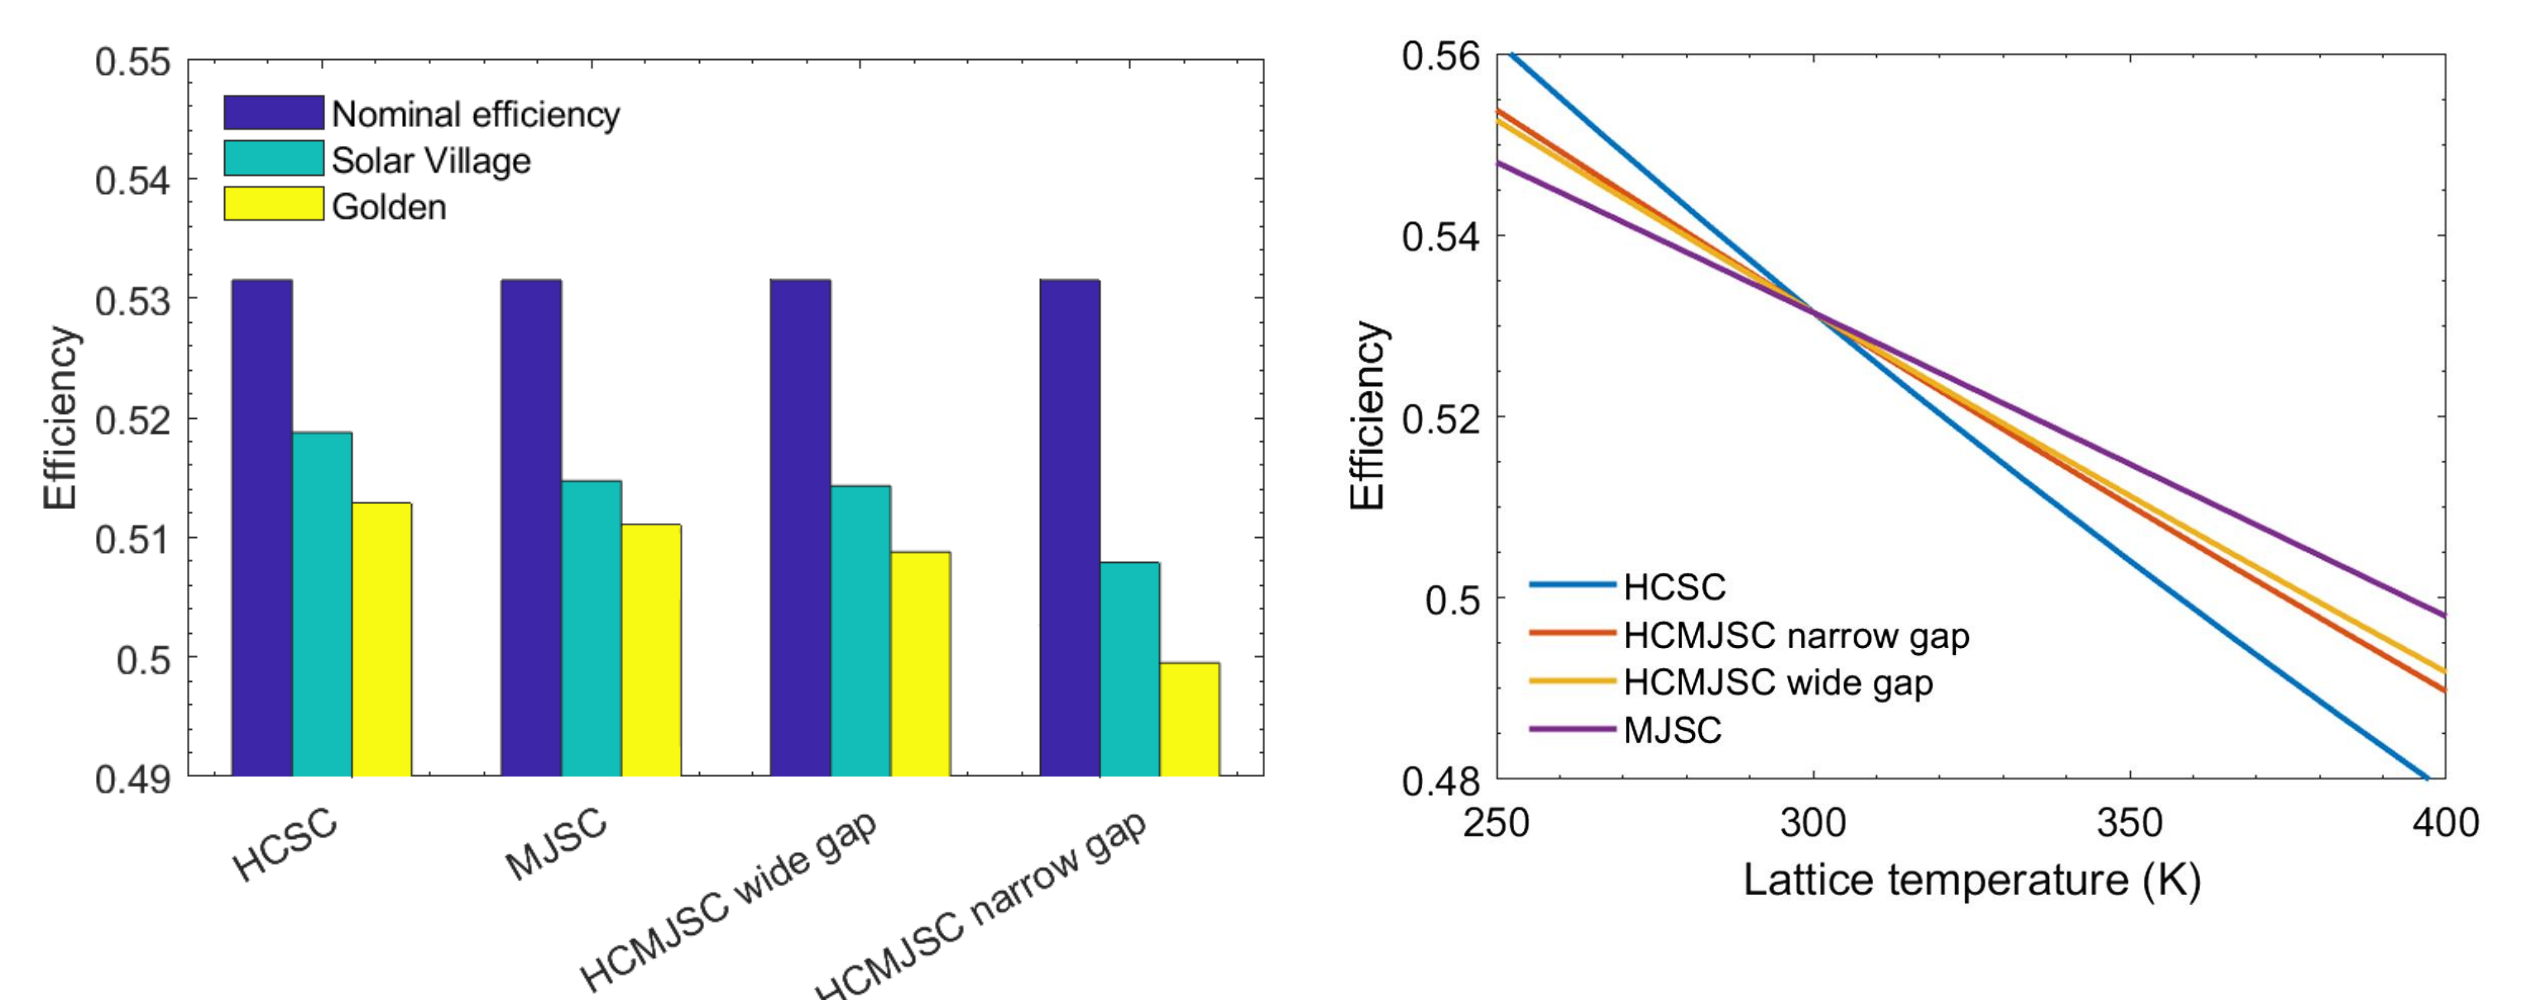 0.55
0.54
0.53
0.52
0.51
0.5
0.49
Efficiency
Nominal efficiency
Solar Village
Golden
HCSC
MJSC
HCMJSC wide gap
HCMJSC narrow gap
0.56
0.54
0.52
0.5
0.48
Efficiency
HCSC
HCMJSC narrow gap
HCMJSC wide gap
MJSC
250
300
350
400
Lattice temperature (K)